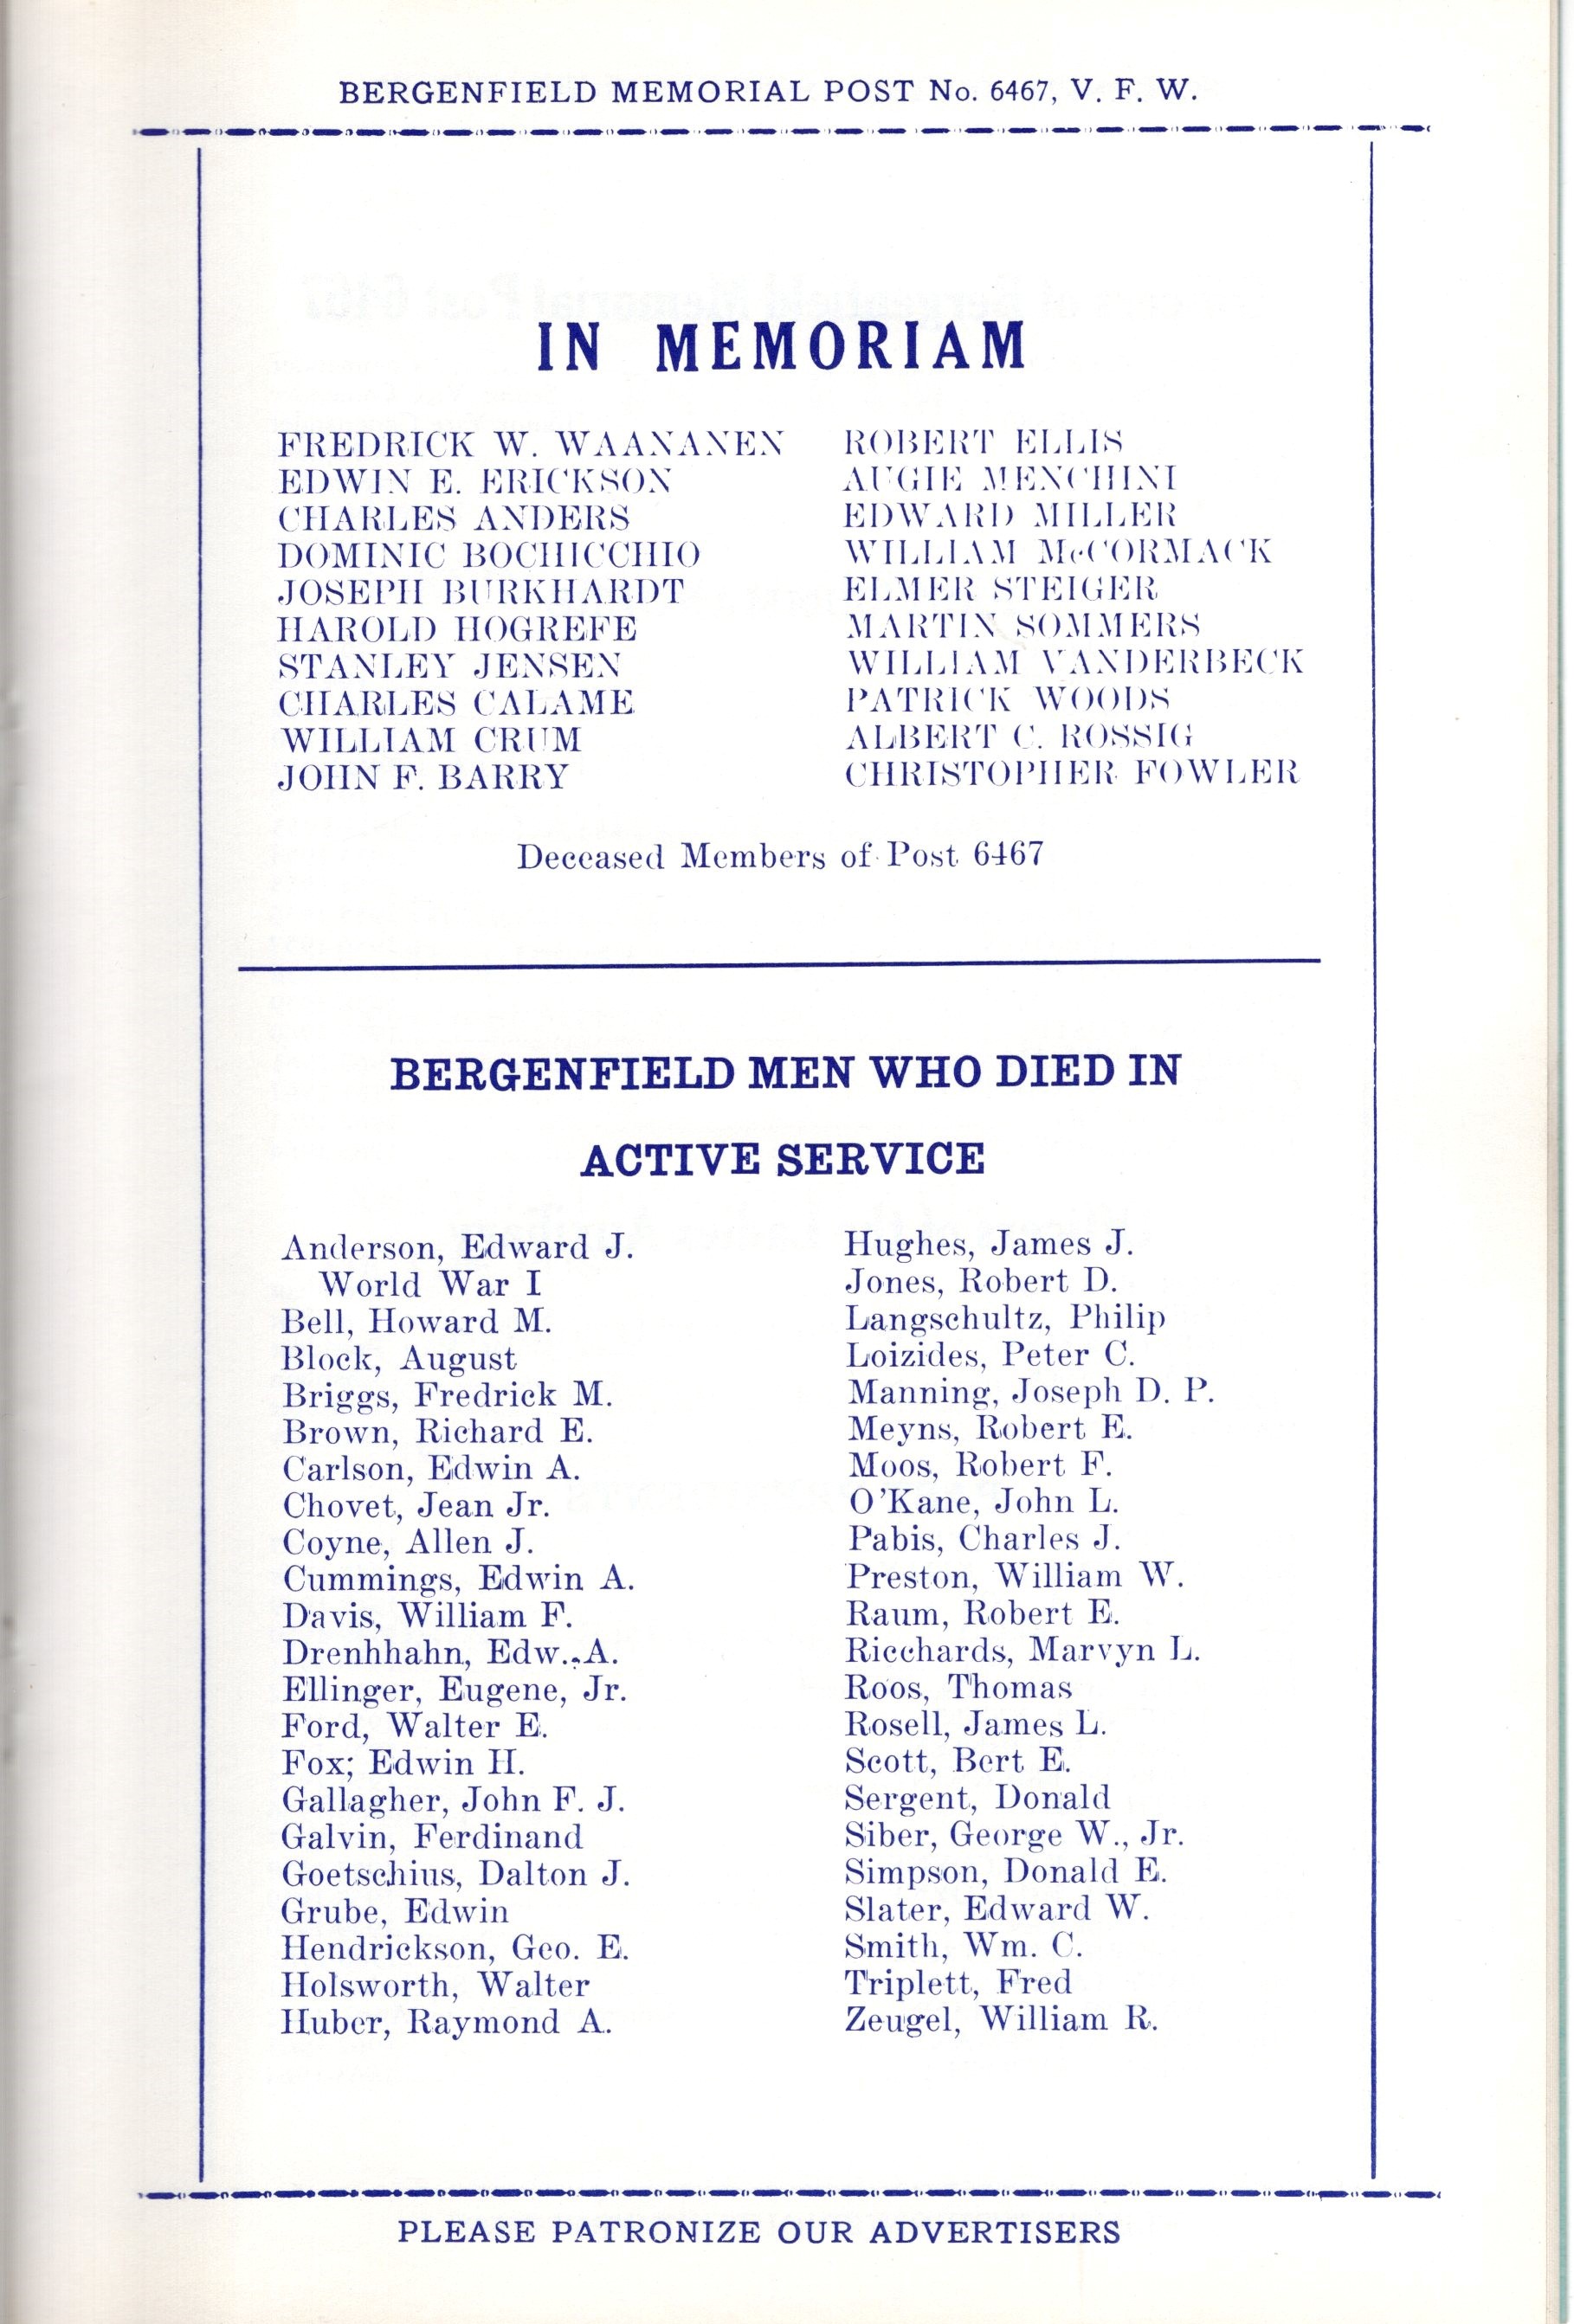 BERGENFIELD MEMORIAL POST No. 6467, V. F. W.
IN MEMORIAM
FREDRICK W. WAANANEN
EDWIN E. ERICKSON
CHARLES ANDERS
DOMINIC BOCHICCHIO
JOSEPH BURKHARDT
HAROLD HOGREFE
STANLEY JENSEN
CHARLES CALAME
WILLIAM CRUM
JOHN F. BARRY
ROBERT ELLIS
AUGIE MENCHINI
EDWARD MILLER
WILLIAM McCORMACK
ELMER STEIGER
MARTIN SOMMERS
WILLIAM VANDERBECK
PATRICK WOODS
ALBERT C. ROSSIG
CHRISTOPHER FOWLER
Deceased Members of Post 6467
BERGENFIELD MEN WHO DIED IN
ACTIVE SERVICE
Anderson, Edward J.
World War I
Bell, Howard M.
Block, August
Briggs, Fredrick M.
Brown, Richard E.
Carlson, Edwin A.
Chovet, Jean Jr.
Coyne, Allen J.
Cummings, Edwin A.
Davis, William F.
Drenhhahn, Edw., A.
Ellinger, Eugene, Jr.
Ford, Walter E.
Fox; Edwin H.
Gallagher, John F. J.
Galvin, Ferdinand
Goetschius, Dalton J.
Grube, Edwin
Hendrickson, Geo. E.
Holsworth, Walter
Huber, Raymond A.
Hughes, James J.
Jones, Robert D.
Langschultz, Philip
Loizides, Peter C.
Manning, Joseph D. P.
Meyns, Robert E.
Moos, Robert F.
O'Kane, John L.
Pabis, Charles J.
Preston, William W.
Raum, Robert E.
Ricchards, Marvyn L.
Roos, Thomas
Rosell, James L.
Scott, Bert E.
Sergent, Donald
Siber, George W., Jr.
Simpson, Donald E.
Slater, Edward W.
Smith, Wm. C.
Triplett, Fred
Zeugel, William R.
PLEASE PATRONIZE OUR ADVERTISERS